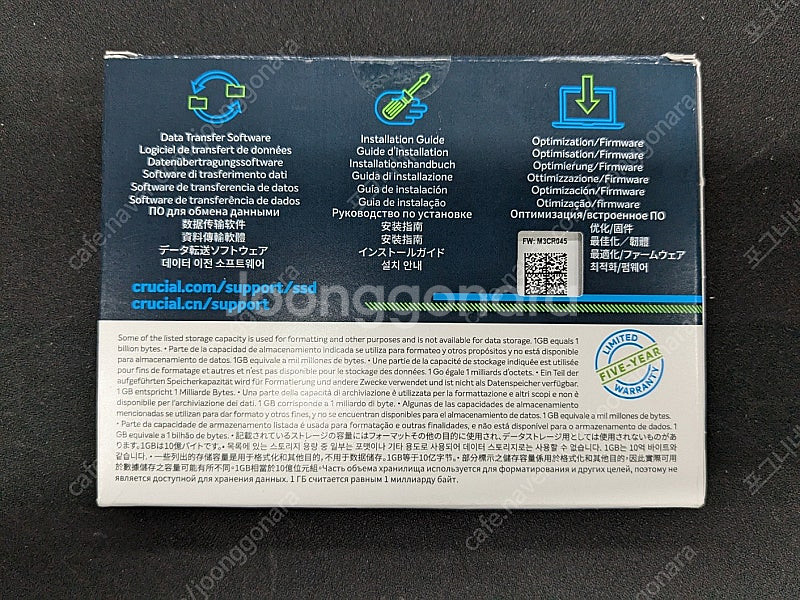 Data Transfer Software
Logiciel de transfert de données
Datenübertragungssoftware
Software di trasferimento dati
Software de transferencia de datos
Software de transferência de dados
ПО для обмена данными
数据传输软件
資料傳輸軟體
データ転送ソフトウェア
데이터 이전 소프트웨어
Installation Guide
Guide d'installation
Installationshandbuch
Guida di installazione
Guía de instalación
Guia de instalação
Руководство по установке
安装指南
安裝指南
インストールガイド
설치 안내
Optimization/Firmware
Optimisation/Firmware
Optimierung/Firmware
Ottimizzazione/Firmware
Optimización/Firmware
Otimização/firmware
Оптимизация/встроенное ПО
优化/固件
最佳化／韌體
最適化/ファームウェア
최적화/펌웨어
FW: M3CR045
crucial.com/support/ssd
crucial.cn/support
Some of the listed storage capacity is used for formatting and other purposes and is not available for data storage. 1GB equals 1
billion bytes. • Parte de la capacidad de almacenamiento indicada se utiliza para formateo y otros propósitos y no está disponible
para almacenamiento de datos. 1GB equivale a mil millones de bytes. • Une partie de la capacité de stockage indiquée est utilisée
pour fins de formatage et autres et n'est pas disponible pour le stockage des données. 1 Go égale 1 milliards d'octets. • Ein Teil der
aufgeführten Speicherkapazität wird für Formatierung und andere Zwecke verwendet und ist nicht als Datenspeicher verfügbar.
1 GB entspricht 1 Milliarde Bytes. • Una parte della capacità di archiviazione è utilizzata per la formattazione e altri scopi e non è
disponibile per l'archiviazione dei dati. 1 GB corrisponde a 1 miliardo di byte. • Algunas de las capacidades de almacenamiento
mencionadas se utilizan para dar formato y otros fines, y no se encuentran disponibles para el almacenamiento de datos. 1 GB equivale a mil millones de bytes.
• Parte da capacidade de armazenamento listada é usada para formatação e outras finalidades, e não está disponível para o armazenamento de dados. 1
GB equivale a 1 bilhão de bytes. • 記載されているストレージの容量にはフォーマットその他の目的に使用され、データストレージ用としては使用できないものがあり
ます。1GBは10億バイトです。• 목록에 있는 스토리지 용량 중 일부는 포맷이나 기타 용도로 사용되어 데이터 스토리지로는 사용할 수 없습니다. 1GB는 10억 바이트와
같습니다. • 一些列出的存储容量是用于格式化和其他目的，不用于数据储存。1GB等于10亿字节。• 部分標示之儲存容量係用於格式化和其他目的，因此實際可用
於數據儲存之容量可能有所不同。1GB相當於10億位元組。• Часть объема хранилища используется для форматирования и других целей, поэтому не
является доступной для хранения данных. 1 ГБ считается равным 1 миллиарду байт.
LIMITED
FIVE-YEAR
WARRANTY
joonggonara
cafe.naver.com/joonggonara